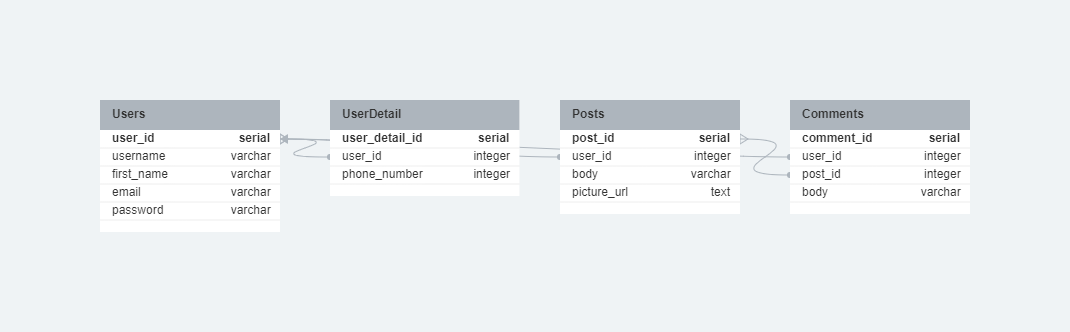 Users
user_id serial
username varchar
first_name varchar
email varchar
password varchar
UserDetail
user_detail_id serial
user_id integer
phone_number integer
Posts
post_id serial
user_id integer
body varchar
picture_url text
Comments
comment_id serial
user_id integer
post_id integer
body varchar